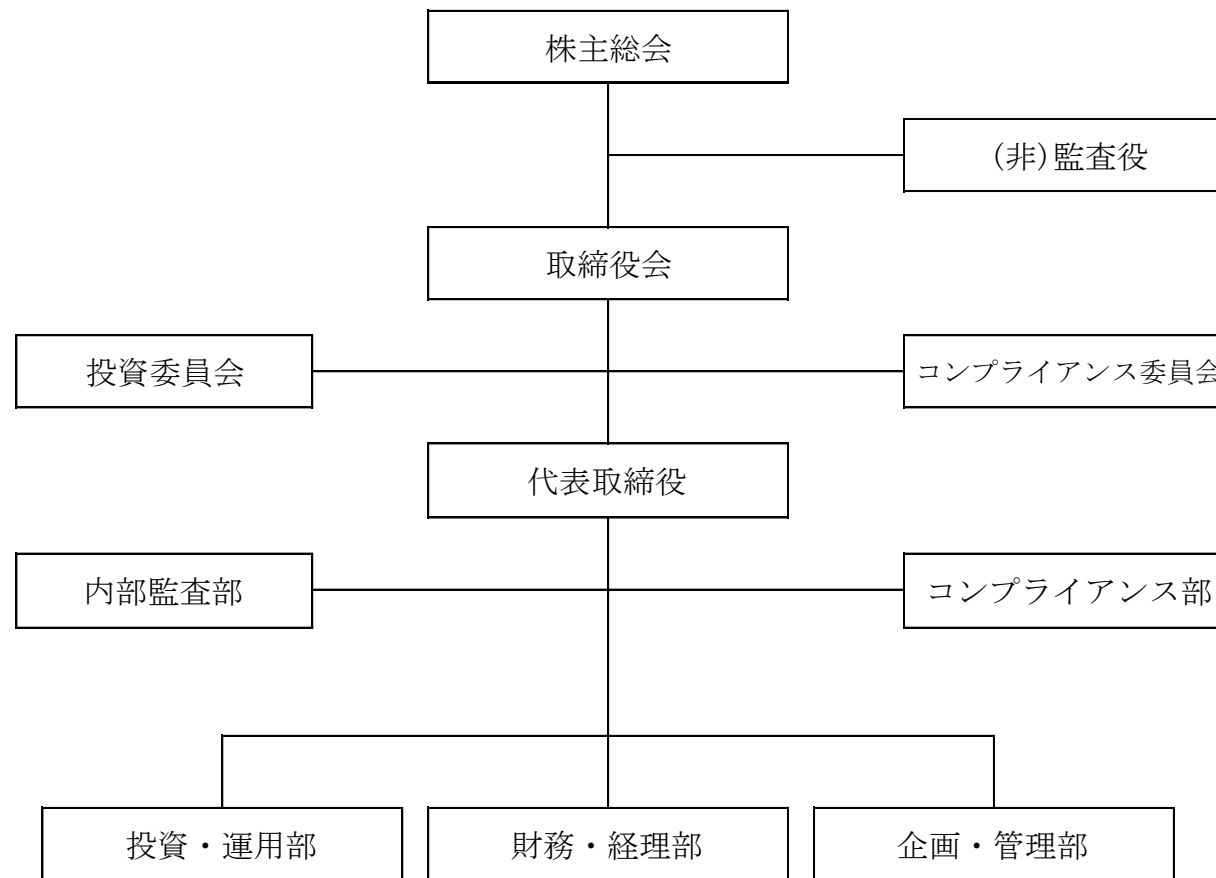 株主総会
(非)監査役
取締役会
投資委員会
コンプライアンス委員会
代表取締役
内部監査部
コンプライアンス部
投資・運用部
財務・経理部
企画・管理部